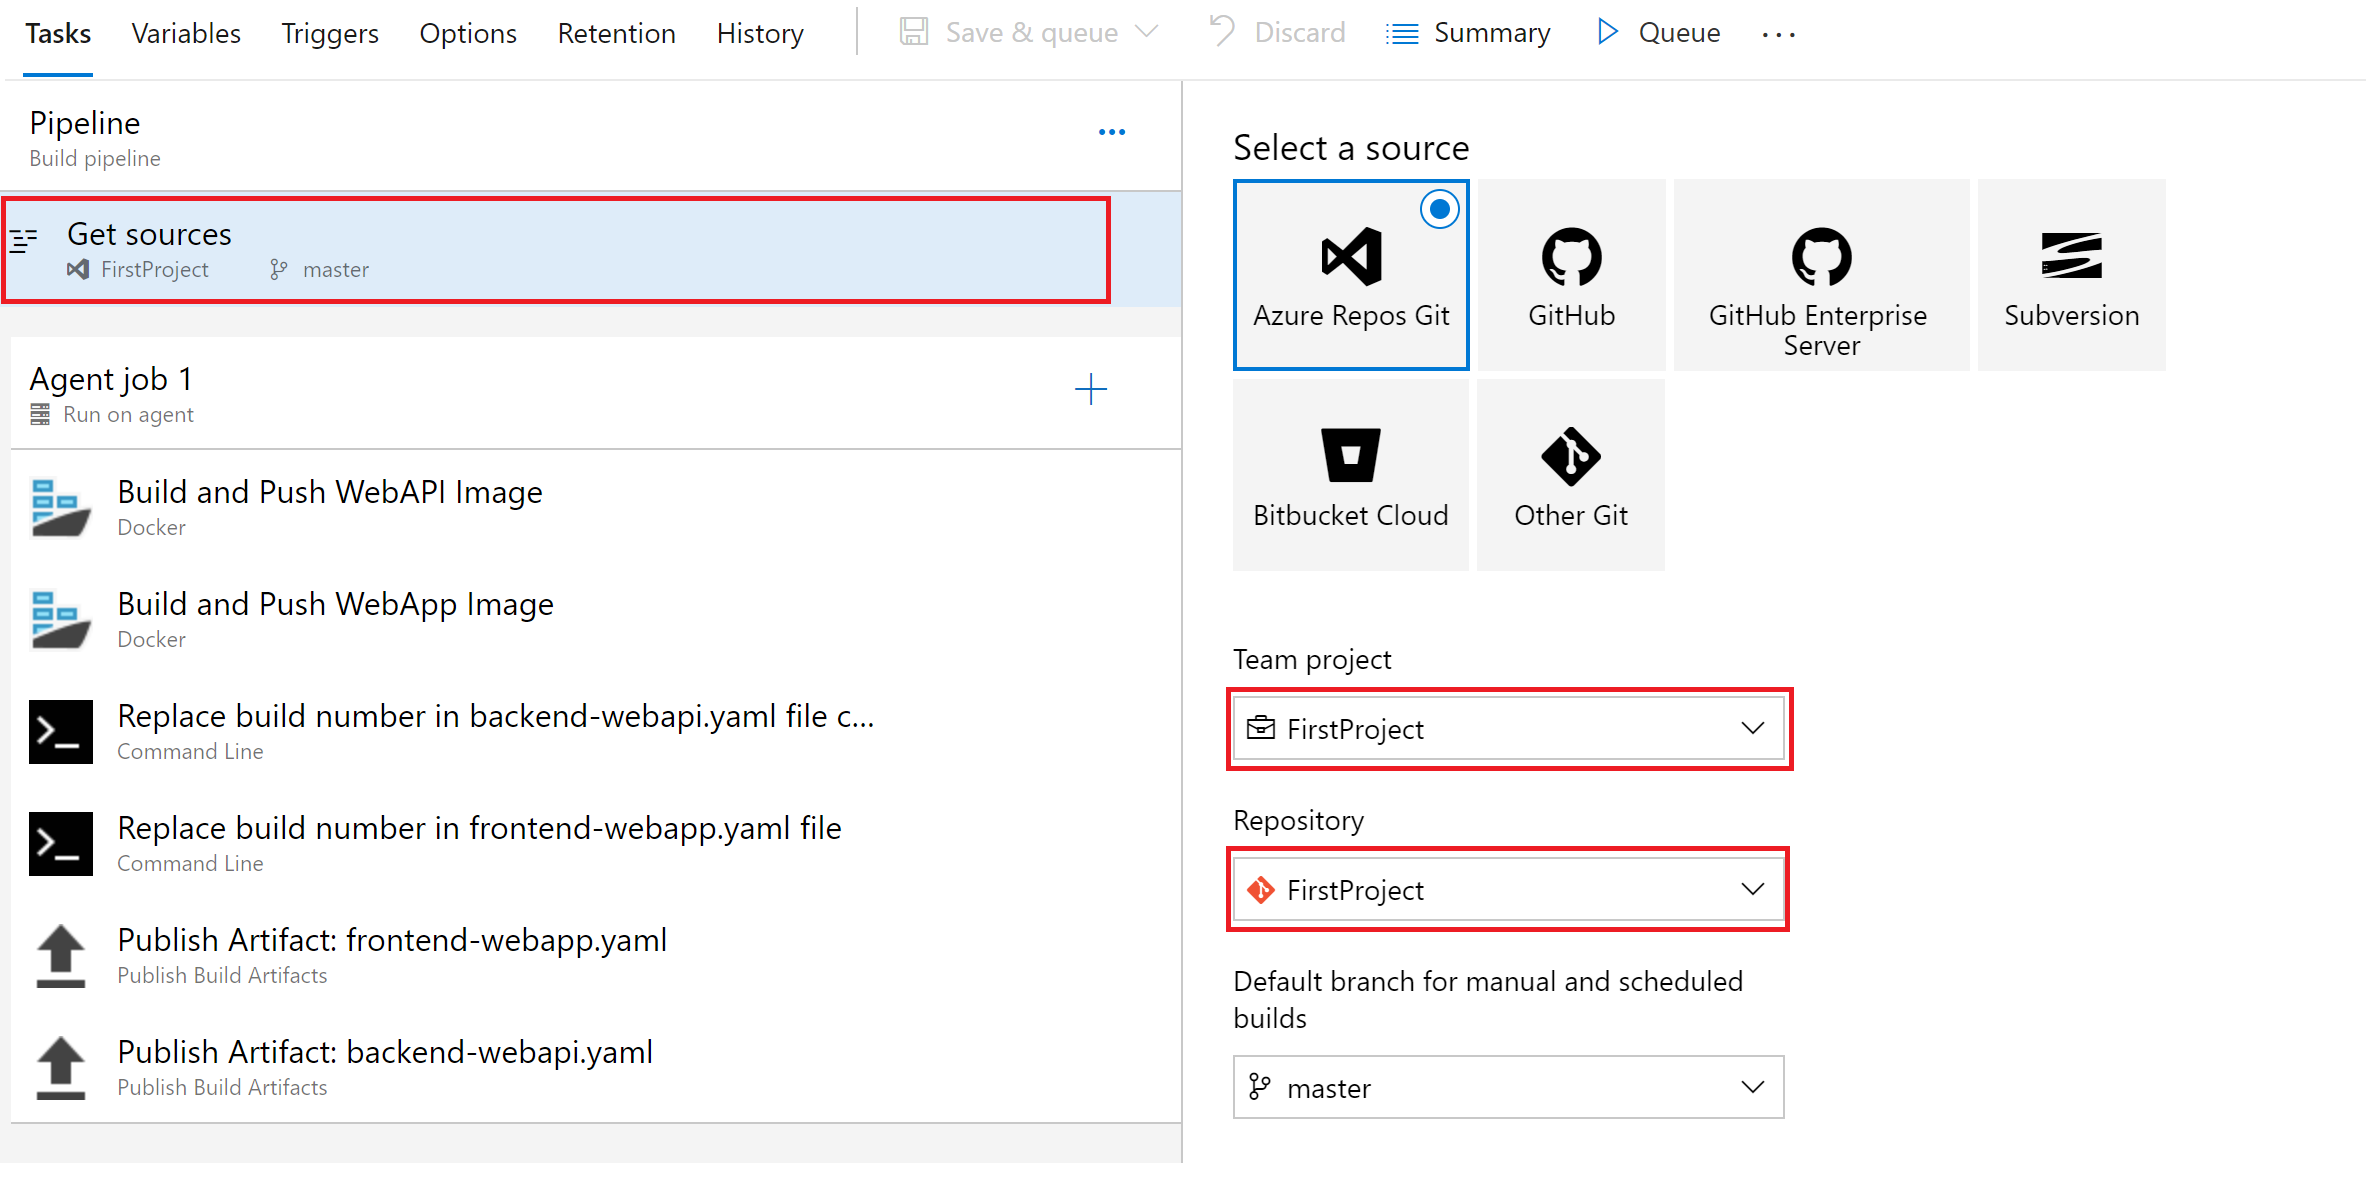 Tasks Variables Triggers Options Retention History Save & queue Discard Summary Queue ...
Pipeline
Build pipeline
Get sources
FirstProject master
Agent job 1
Run on agent
Build and Push WebAPI Image
Docker
Build and Push WebApp Image
Docker
Replace build number in backend-webapi.yaml file c...
Command Line
Replace build number in frontend-webapp.yaml file
Command Line
Publish Artifact: frontend-webapp.yaml
Publish Build Artifacts
Publish Artifact: backend-webapi.yaml
Publish Build Artifacts
Select a source
Azure Repos Git
GitHub
GitHub Enterprise
Server
Subversion
Bitbucket Cloud
Other Git
Team project
FirstProject
Repository
FirstProject
Default branch for manual and scheduled
builds
master